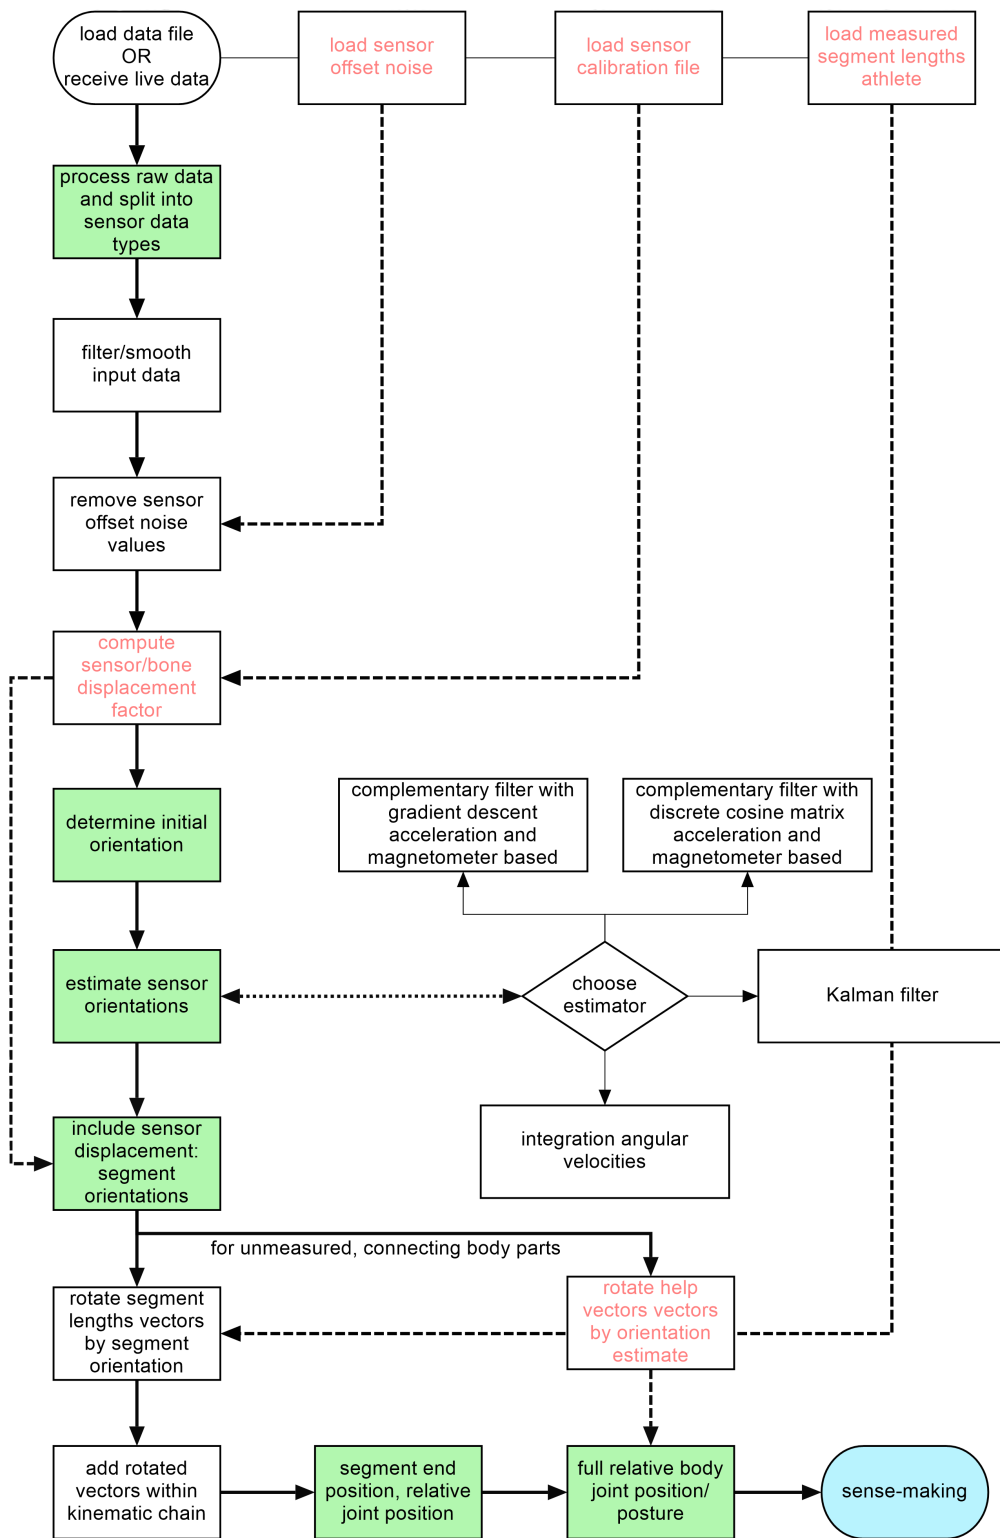 load data file
OR
receive live data
load sensor
offset noise
load sensor
calibration file
load measured
segment lengths
athlete
process raw data
and split into
sensor data
types
filter/smooth
input data
remove sensor
offset noise
values
compute
sensor/bone
displacement
factor
determine initial
orientation
complementary filter with
gradient descent
acceleration and
magnetometer based
complementary filter with
discrete cosine matrix
acceleration and
magnetometer based
estimate sensor
orientations
choose
estimator
Kalman filter
include sensor
displacement:
segment
orientations
integration angular
velocities
for unmeasured, connecting body parts
rotate segment
lengths vectors
by segment
orientation
rotate help
vectors vectors
by orientation
estimate
add rotated
vectors within
kinematic chain
segment end
position, relative
joint position
full relative body
joint position/
posture
sense-making